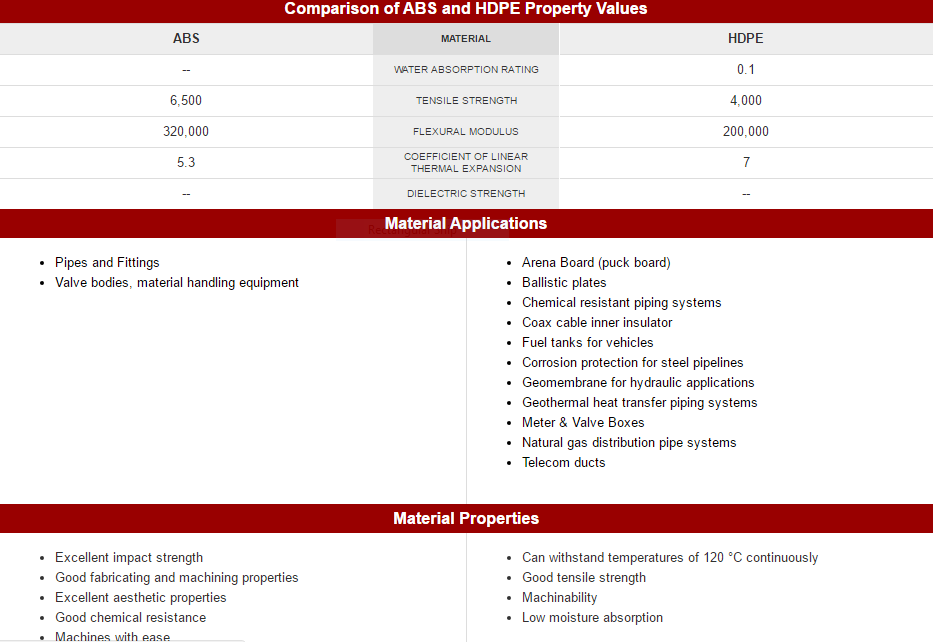 Comparison of ABS and HDPE Property Values
ABS MATERIAL HDPE
-- WATER ABSORPTION RATING 0.1
6,500 TENSILE STRENGTH 4,000
320,000 FLEXURAL MODULUS 200,000
5.3 COEFFICIENT OF LINEAR THERMAL EXPANSION 7
-- DIELECTRIC STRENGTH --
Material Applications
• Pipes and Fittings
• Valve bodies, material handling equipment
• Arena Board (puck board)
• Ballistic plates
• Chemical resistant piping systems
• Coax cable inner insulator
• Fuel tanks for vehicles
• Corrosion protection for steel pipelines
• Geomembrane for hydraulic applications
• Geothermal heat transfer piping systems
• Meter & Valve Boxes
• Natural gas distribution pipe systems
• Telecom ducts
Material Properties
• Excellent impact strength
• Good fabricating and machining properties
• Excellent aesthetic properties
• Good chemical resistance
• Machines with ease
• Can withstand temperatures of 120 °C continuously
• Good tensile strength
• Machinability
• Low moisture absorption